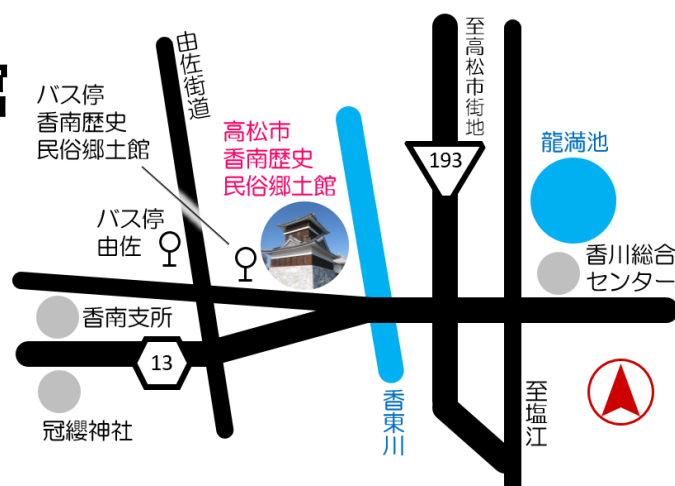 館
由佐街道
バス停
香南歴史
民俗郷土館
高松市
香南歴史
民俗郷土館
至高松市街地
193
龍満池
バス停
由佐
香川総合
センター
香南支所
13
冠纓神社
香東川
至塩江